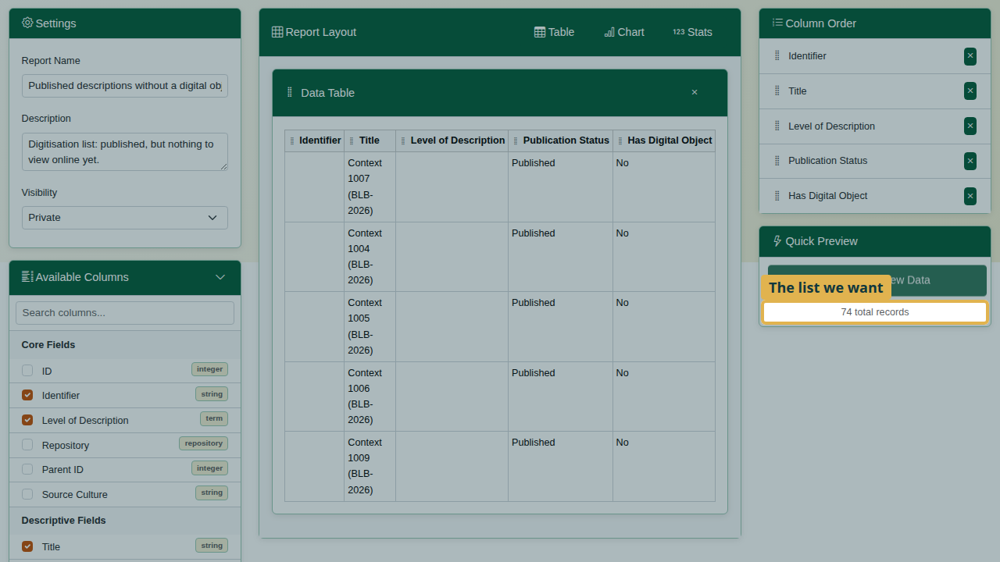 Settings
Report Name
Published descriptions without a digital ob
Description
Digitisation list: published, but nothing to
view online yet.
Visibility
Private
Available Columns
Search columns...
Core Fields
ID integer
Identifier string
Level of Description term
Repository repository
Parent ID integer
Source Culture string
Descriptive Fields
Title string
Report Layout
Table
Chart
123 Stats
Data Table ×
Identifier Title Level of Description Publication Status Has Digital Object
Context
1007
(BLB-
2026)
Published No
Context
1004
(BLB-
2026)
Published No
Context
1005
(BLB-
2026)
Published No
Context
1006
(BLB-
2026)
Published No
Context
1009
(BLB-
2026)
Published No
Column Order
Identifier
Title
Level of Description
Publication Status
Has Digital Object
Quick Preview
Data
The list we want
74 total records